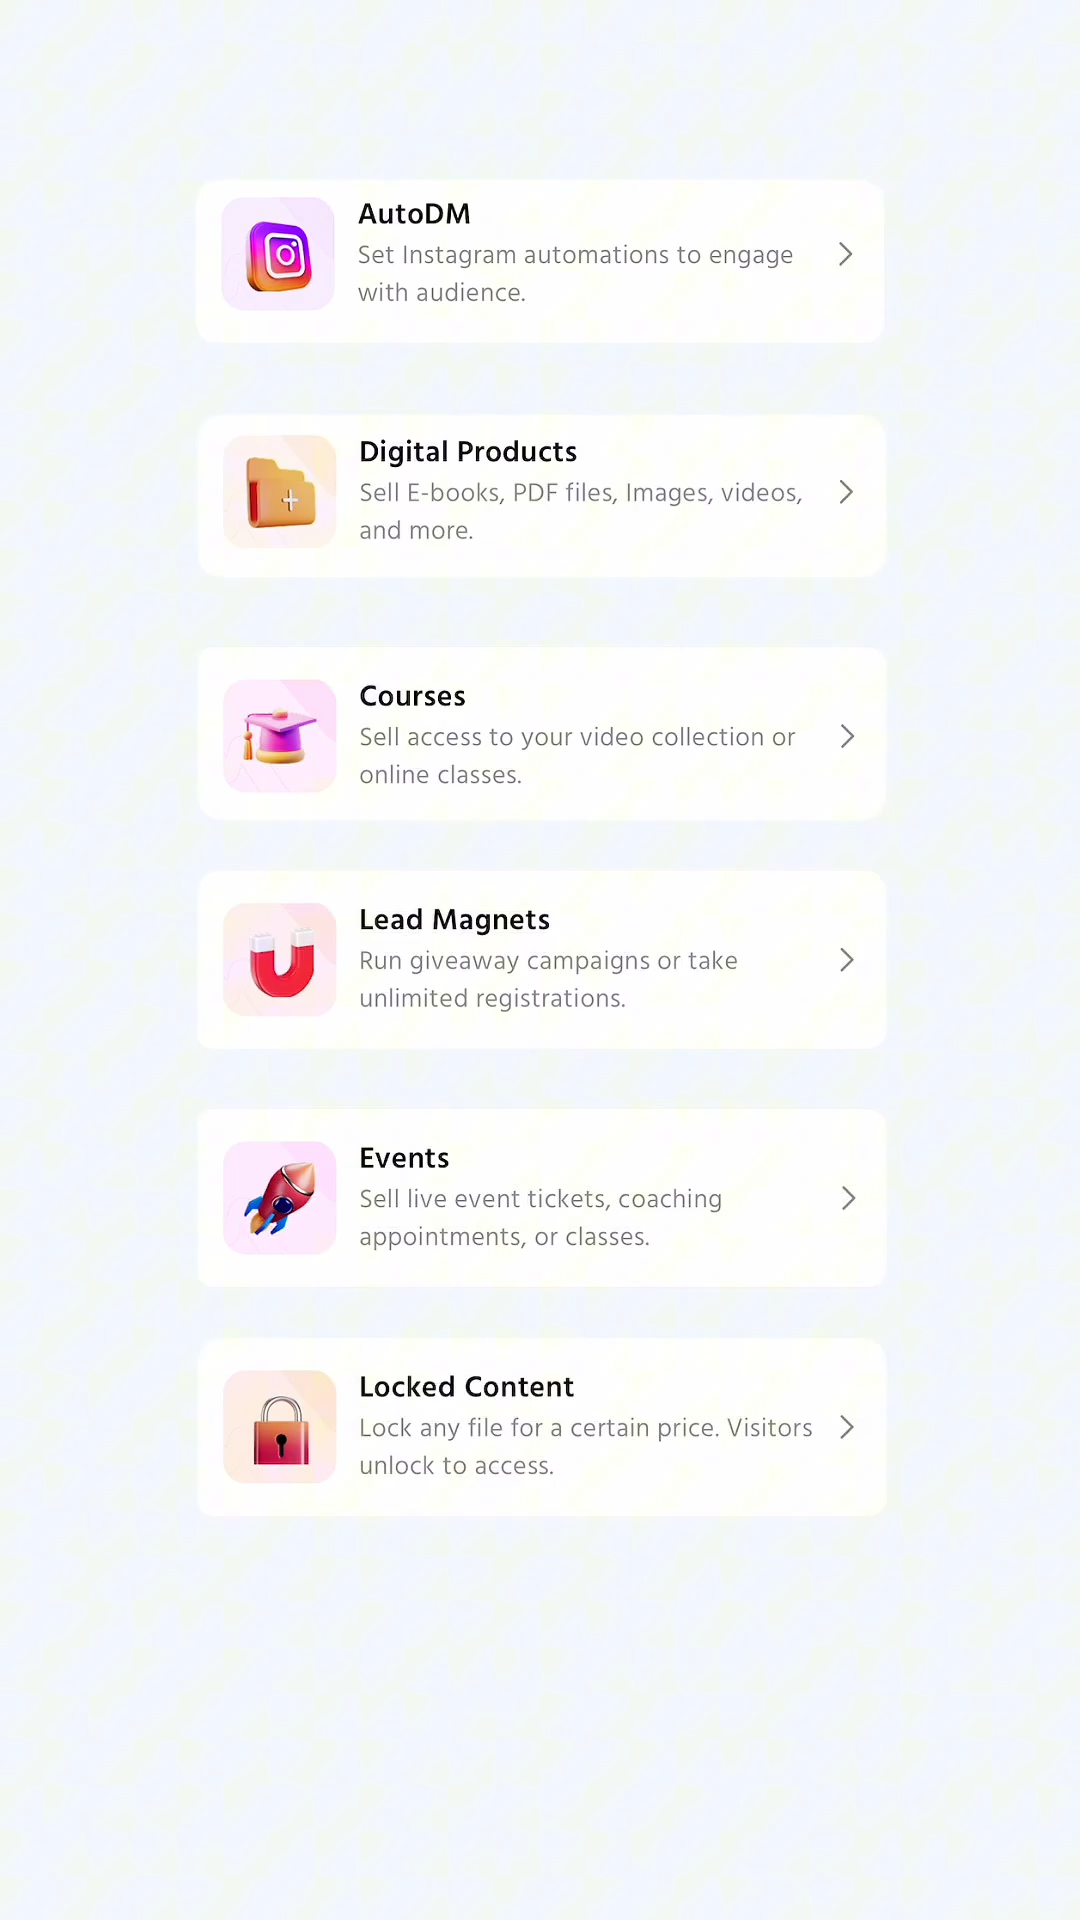 AutoDM
Set Instagram automations to engage
with audience.
Digital Products
Sell E-books, PDF files, Images, videos,
and more.
Courses
Sell access to your video collection or
online classes.
Lead Magnets
Run giveaway campaigns or take
unlimited registrations.
Events
Sell live event tickets, coaching
appointments, or classes.
Locked Content
Lock any file for a certain price. Visitors
unlock to access.